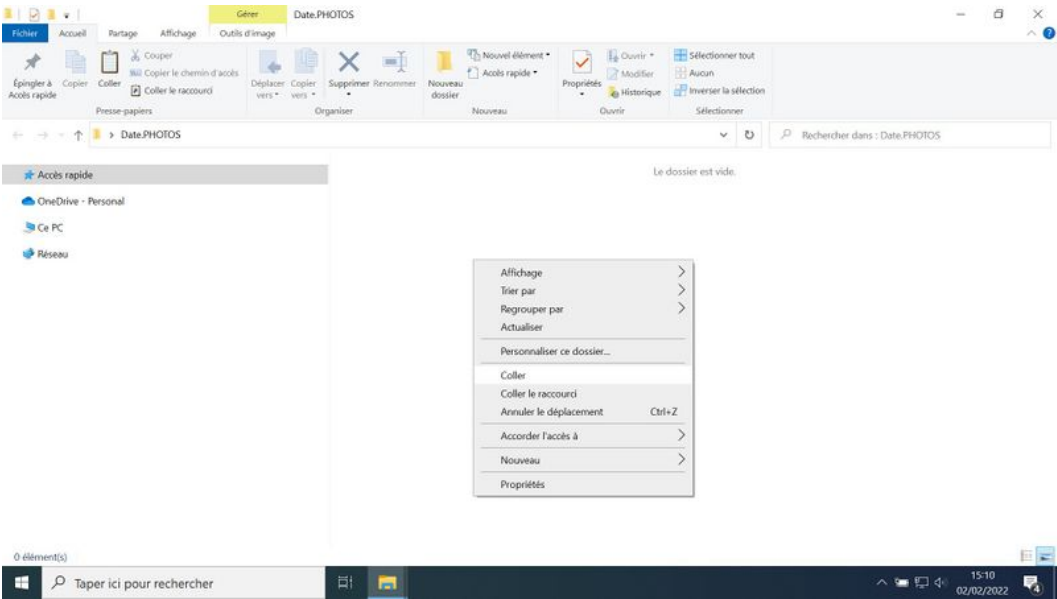 Gérer
Date.PHOTOS
Fichier
Accueil
Partage
Affichage
Outils d'image
Épingler à Accès rapide
Copier
Coller
Couper
Copier le chemin d'accès
Coller le raccourci
Presse-papiers
Déplacer vers
Copier vers
Supprimer
Renommer
Organiser
Nouveau dossier
Nouvel élément
Accès rapide
Nouveau
Propriétés
Ouvrir
Modifier
Historique
Ouvrir
Sélectionner tout
Aucun
Inverser la sélection
Sélectionner
Date.PHOTOS
Rechercher dans : Date.PHOTOS
Accès rapide
OneDrive - Personal
Ce PC
Réseau
Le dossier est vide.
Affichage
Trier par
Regrouper par
Actualiser
Personnaliser ce dossier...
Coller
Coller le raccourci
Annuler le déplacement Ctrl+Z
Accorder l'accès à
Nouveau
Propriétés
0 élément(s)
Taper ici pour rechercher
15:10
02/02/2022
4